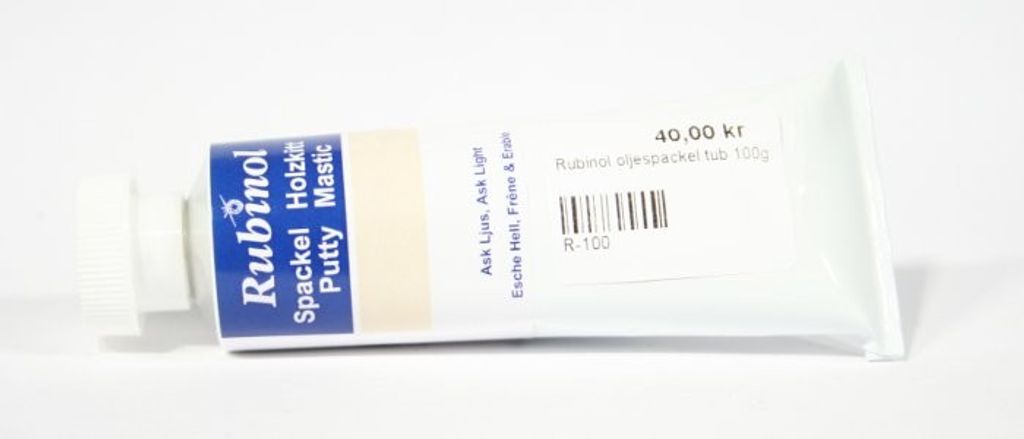 Rubinol
Spackel Holzkitt
Putty Mastic
Ask Ljus, Ask Light
Esche Hell, Frêne & Erable
40,00 kr
Rubinol oljespackel tub 100g
R-100